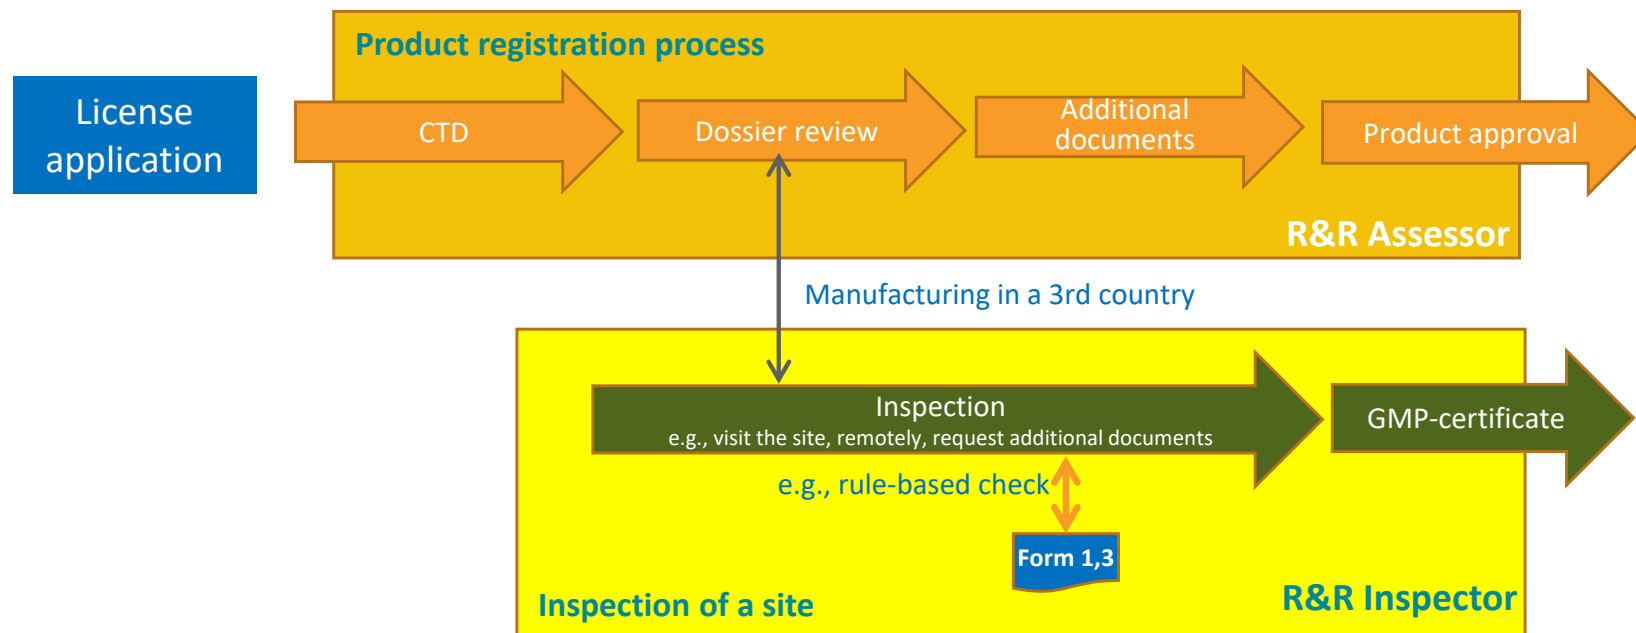 Product registration process
License
application
CTD
Dossier review
Additional
documents
Product approval
R&R Assessor
Manufacturing in a 3rd country
Inspection
e.g., visit the site, remotely, request additional documents
GMP-certificate
e.g., rule-based check
Form 1,3
Inspection of a site
R&R Inspector